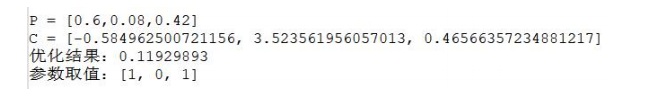 P = [0.6,0.08,0.42]
C = [-0.584962500721156, 3.523561956057013, 0.46566357234881217]
优化结果：0.11929893
参数取值：[1, 0, 1]